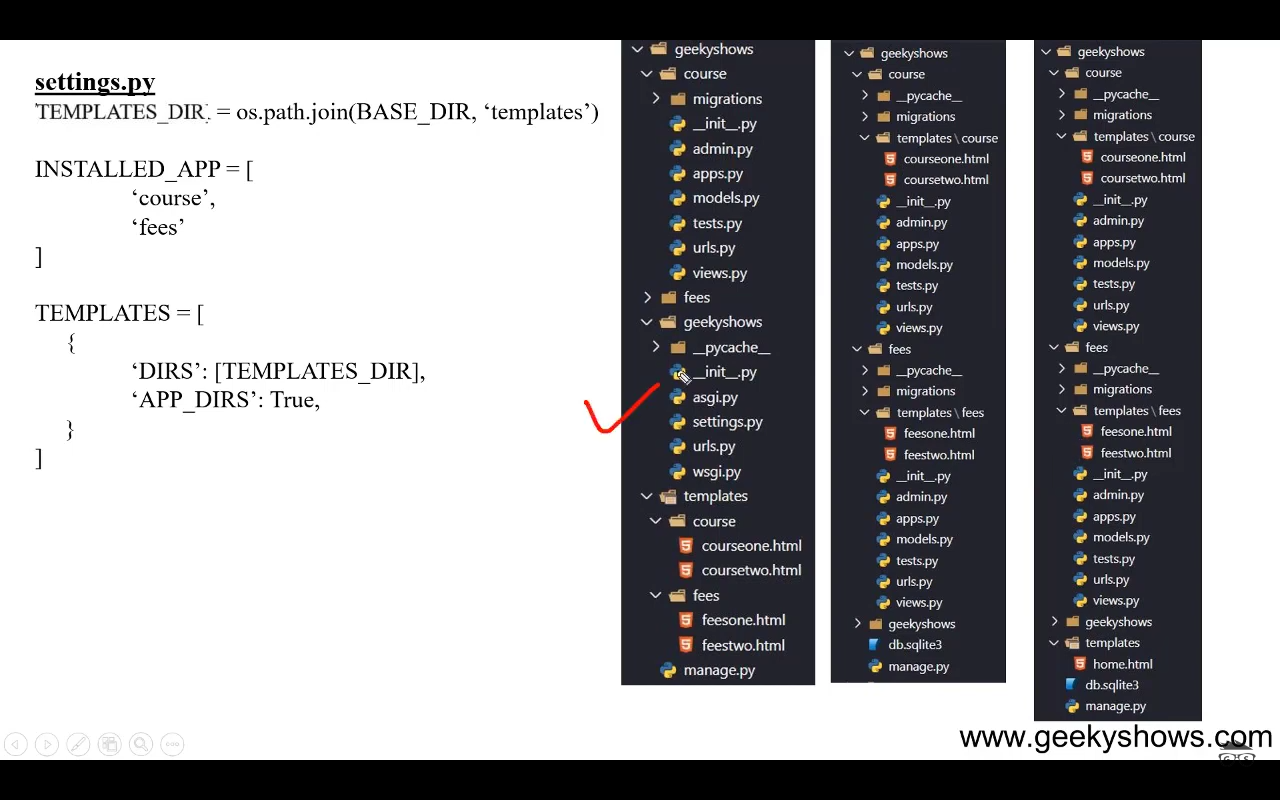 settings.py
TEMPLATES_DIR = os.path.join(BASE_DIR, ‘templates’)
INSTALLED_APP = [
‘course’,
‘fees’
]
TEMPLATES = [
{
‘DIRS’: [TEMPLATES_DIR],
‘APP_DIRS’: True,
}
]
geekyshows
course
migrations
__init__.py
admin.py
apps.py
models.py
tests.py
urls.py
views.py
fees
geekyshows
__pycache__
__init__.py
asgi.py
settings.py
urls.py
wsgi.py
templates
course
courseone.html
coursetwo.html
fees
feesone.html
feestwo.html
manage.py
geekyshows
course
__pycache__
migrations
templates \ course
courseone.html
coursetwo.html
__init__.py
admin.py
apps.py
models.py
tests.py
urls.py
views.py
fees
__pycache__
migrations
templates \ fees
feesone.html
feestwo.html
__init__.py
admin.py
apps.py
models.py
tests.py
urls.py
views.py
geekyshows
db.sqlite3
manage.py
geekyshows
course
__pycache__
migrations
templates \ course
courseone.html
coursetwo.html
__init__.py
admin.py
apps.py
models.py
tests.py
urls.py
views.py
fees
__pycache__
migrations
templates \ fees
feesone.html
feestwo.html
__init__.py
admin.py
apps.py
models.py
tests.py
urls.py
views.py
geekyshows
templates
home.html
db.sqlite3
manage.py
www.geekyshows.com